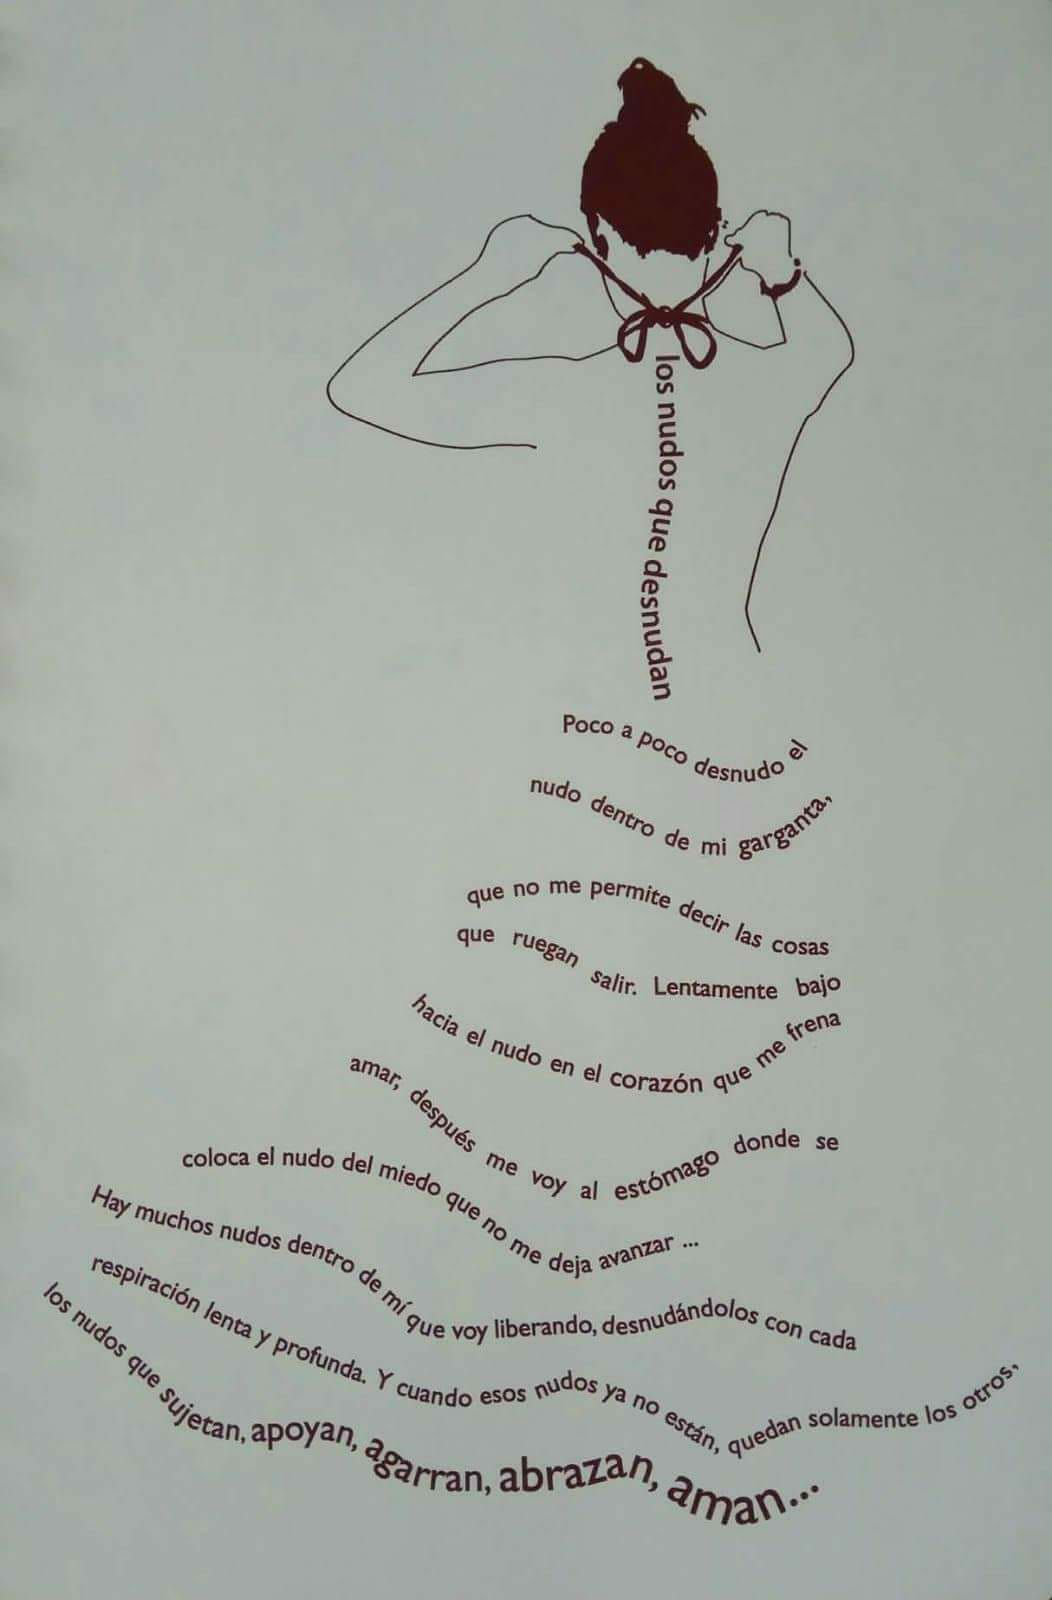 los nudos que desnudan
Poco a poco desnudo el
nudo dentro de mi garganta,
que no me permite decir las cosas
que ruegan salir. Lentamente bajo
hacia el nudo en el corazón que me frena
amar, después me voy al estómago donde se
coloca el nudo del miedo que no me deja avanzar ...
Hay muchos nudos dentro de mí que voy liberando, desnudándolos con cada
respiración lenta y profunda. Y cuando esos nudos ya no están, quedan solamente los otros,
los nudos que sujetan, apoyan, agarran, abrazan, aman...